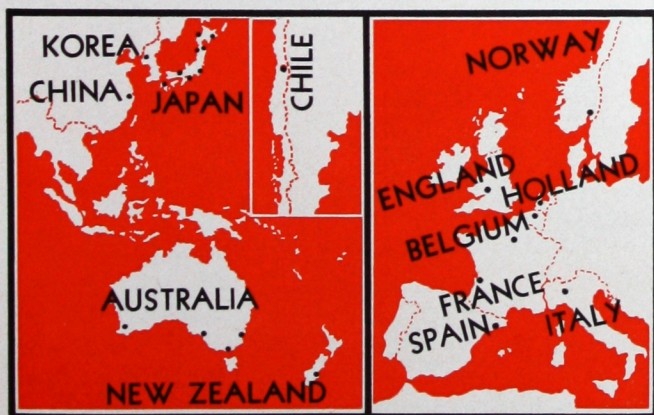 KOREA
CHINA
JAPAN
CHILE
AUSTRALIA
NEW ZEALAND
NORWAY
ENGLAND
HOLLAND
BELGIUM
FRANCE
SPAIN
ITALY